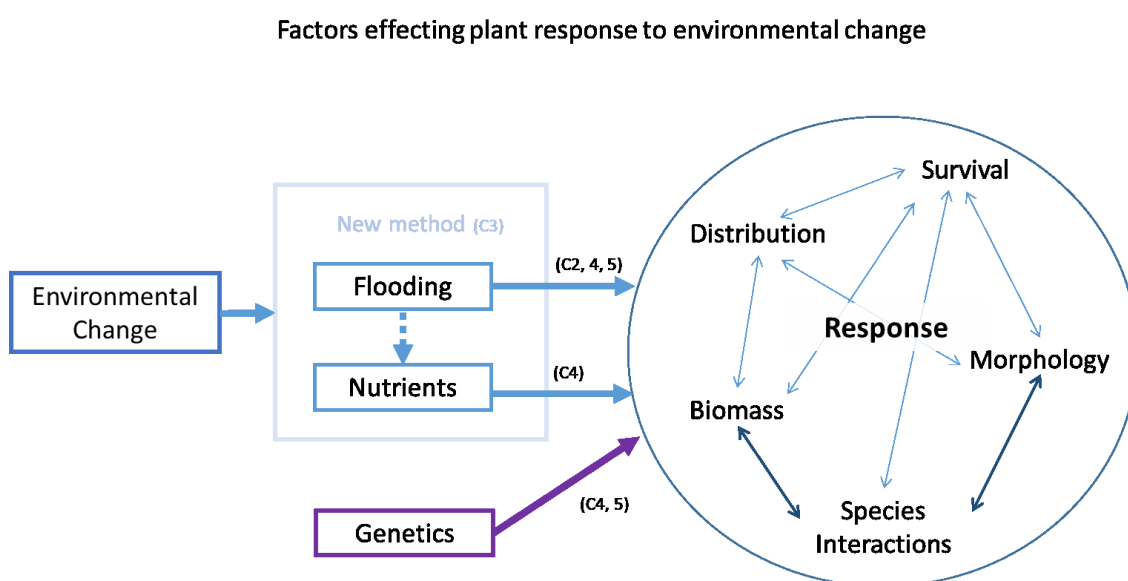 Factors effecting plant response to environmental change
New method (C3)
Environmental
Change
Flooding
Nutrients
Genetics
(C2, 4, 5)
(C4)
(C4, 5)
Survival
Distribution
Response
Morphology
Biomass
Species
Interactions